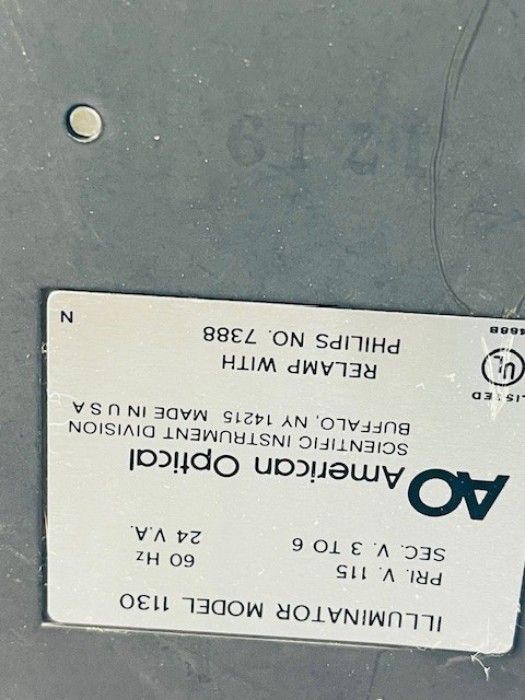 ILLUMINATOR MODEL 1130
PRI. V. 115 60 Hz
SEC. V. 3 TO 6 24 V.A.
AO American Optical
SCIENTIFIC INSTRUMENT DIVISION
BUFFALO, NY 14215 MADE IN U S A
LISTED
UL
RELAMP WITH
PHILIPS NO. 7388
N